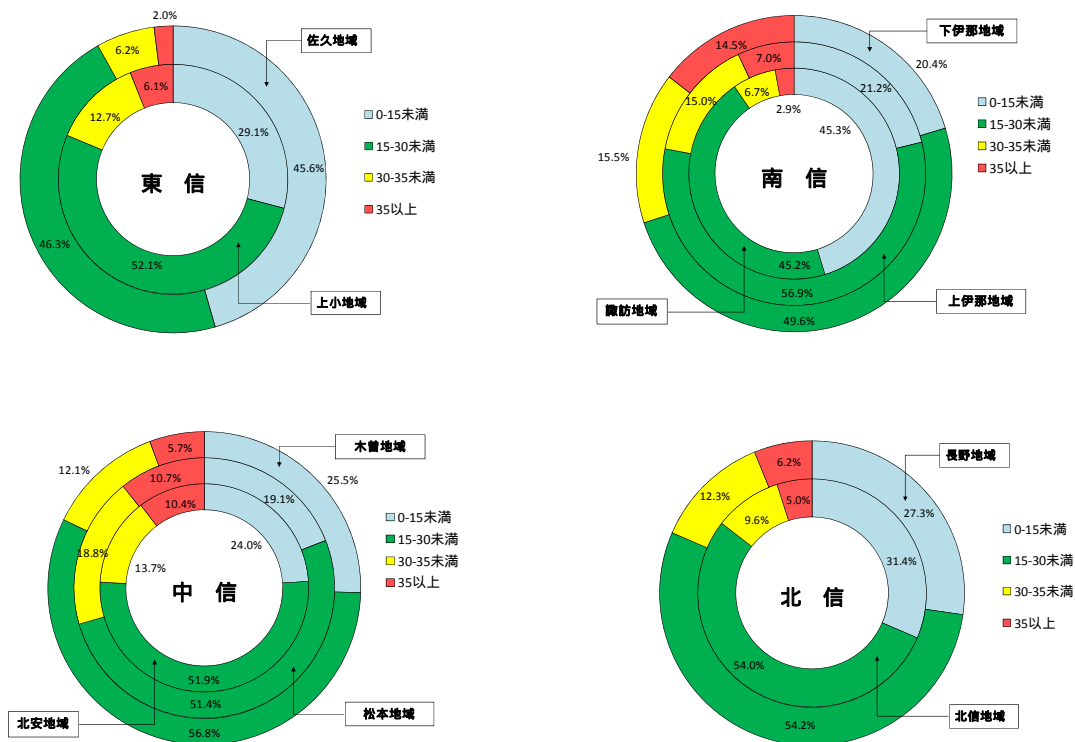 2.0%
6.2%
佐久地域
6.1%
12.7%
29.1%
45.6%
0-15未満
15-30未満
30-35未満
35以上
東 信
46.3%
52.1%
上小地域
14.5%
下伊那地域
20.4%
7.0%
6.7%
21.2%
15.0%
2.9%
45.3%
15.5%
0-15未満
15-30未満
30-35未満
35以上
南 信
45.2%
56.9%
諏訪地域
上伊那地域
49.6%
5.7%
木曽地域
12.1%
25.5%
10.7%
19.1%
10.4%
18.8%
24.0%
13.7%
0-15未満
15-30未満
30-35未満
35以上
中 信
51.9%
51.4%
北安地域
松本地域
56.8%
6.2%
長野地域
12.3%
27.3%
5.0%
9.6%
31.4%
0-15未満
15-30未満
30-35未満
35以上
北 信
54.0%
北信地域
54.2%